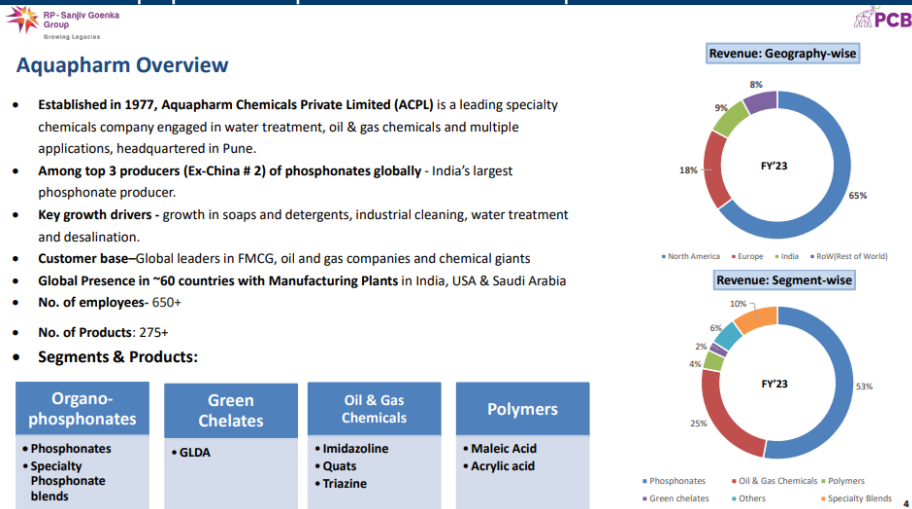 RP - Sanjiv Goenka
Group
Growing Legacies
PCB
Aquapharm Overview
• Established in 1977, Aquapharm Chemicals Private Limited (ACPL) is a leading specialty
chemicals company engaged in water treatment, oil & gas chemicals and multiple
applications, headquartered in Pune.
• Among top 3 producers (Ex-China # 2) of phosphonates globally - India's largest
phosphonate producer.
• Key growth drivers - growth in soaps and detergents, industrial cleaning, water treatment
and desalination.
• Customer base–Global leaders in FMCG, oil and gas companies and chemical giants
• Global Presence in ~60 countries with Manufacturing Plants in India, USA & Saudi Arabia
• No. of employees- 650+
• No. of Products: 275+
• Segments & Products:
Organo-
phosphonates
• Phosphonates
• Specialty
Phosphonate
blends
Green
Chelates
• GLDA
Oil & Gas
Chemicals
• Imidazoline
• Quats
• Triazine
Polymers
• Maleic Acid
• Acrylic acid
Revenue: Geography-wise
8%
9%
18%
FY'23
65%
North America Europe India RoW(Rest of World)
Revenue: Segment-wise
10%
6%
2%
4%
FY'23
53%
25%
Phosphonates Oil & Gas Chemicals Polymers
Green chelates Others Specialty Blends
4